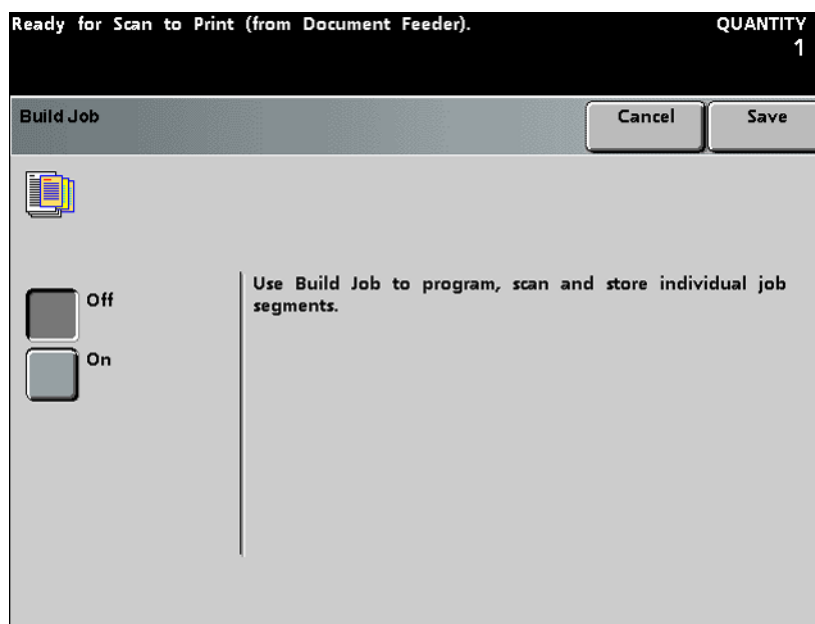 Ready for Scan to Print (from Document Feeder).
QUANTITY
1
Build Job
Cancel
Save
Off
Use Build Job to program, scan and store individual job
segments.
On